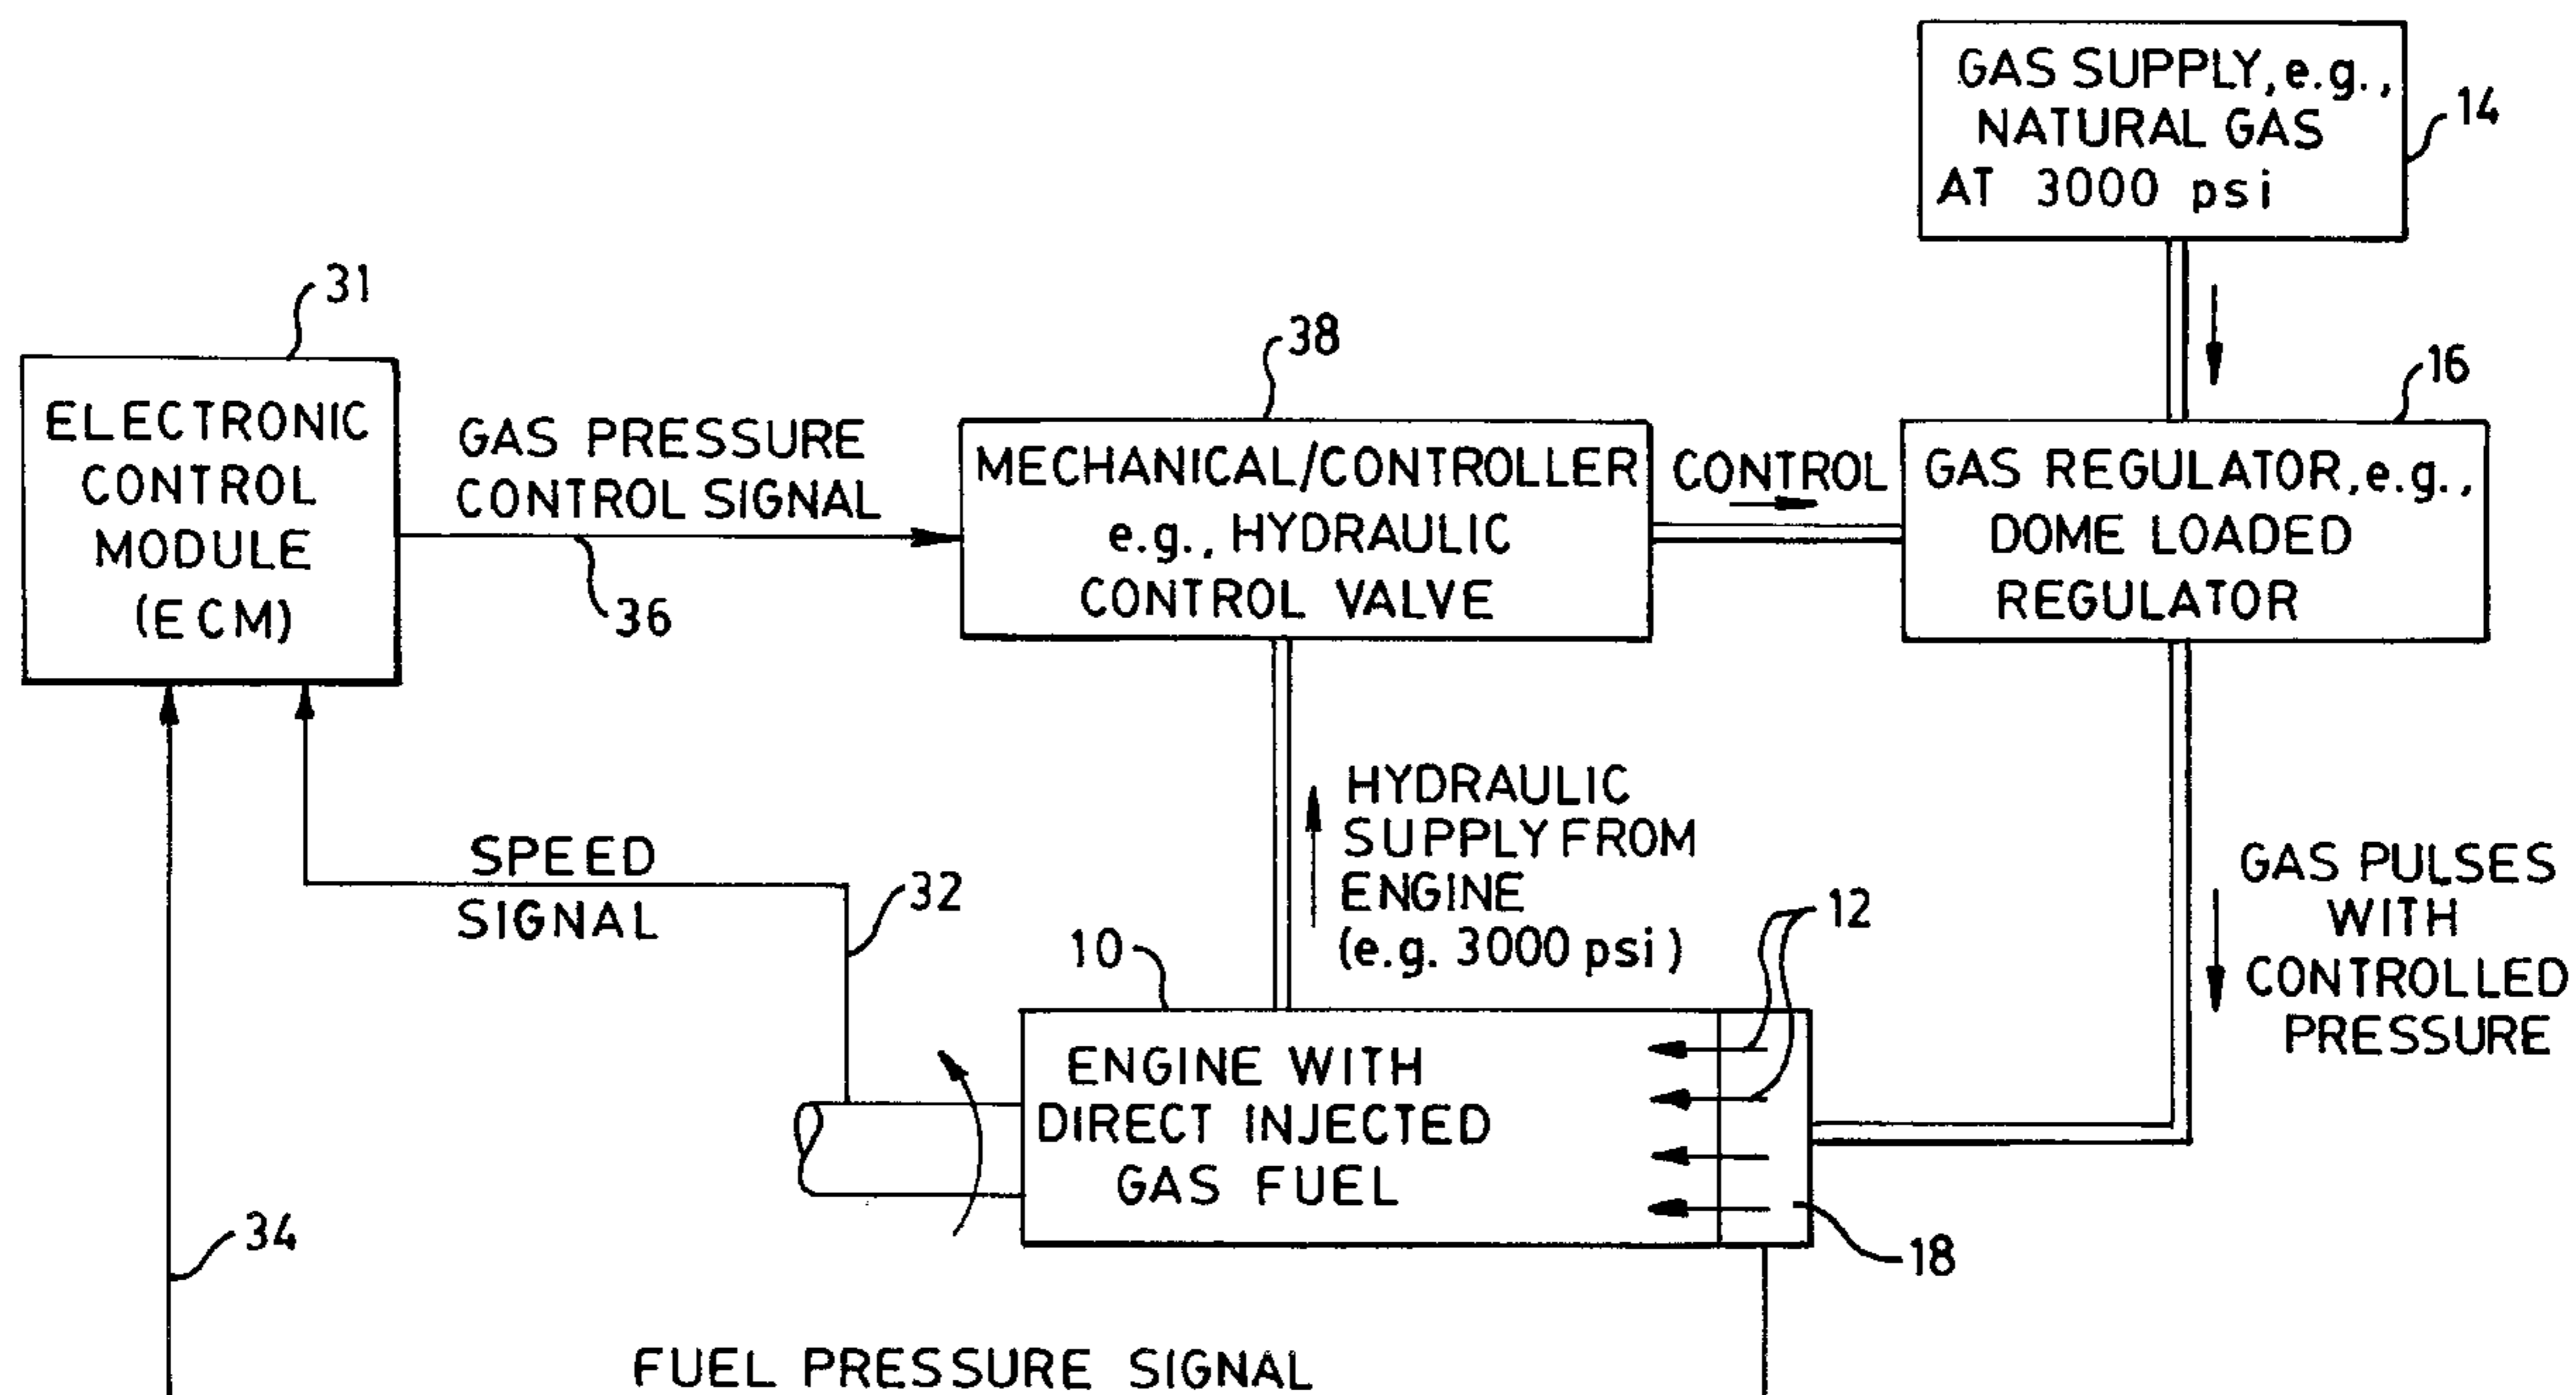 GAS SUPPLY, e.g.,
NATURAL GAS
AT 3000 psi
14
31
38
16
ELECTRONIC
CONTROL
MODULE
(ECM)
GAS PRESSURE
CONTROL SIGNAL
36
MECHANICAL/CONTROLLER
e.g., HYDRAULIC
CONTROL VALVE
CONTROL
GAS REGULATOR, e.g.,
DOME LOADED
REGULATOR
HYDRAULIC
SUPPLY FROM
ENGINE
(e.g. 3000 psi)
SPEED
SIGNAL
32
10
12
GAS PULSES
WITH
CONTROLLED
PRESSURE
ENGINE WITH
DIRECT INJECTED
GAS FUEL
18
34
FUEL PRESSURE SIGNAL